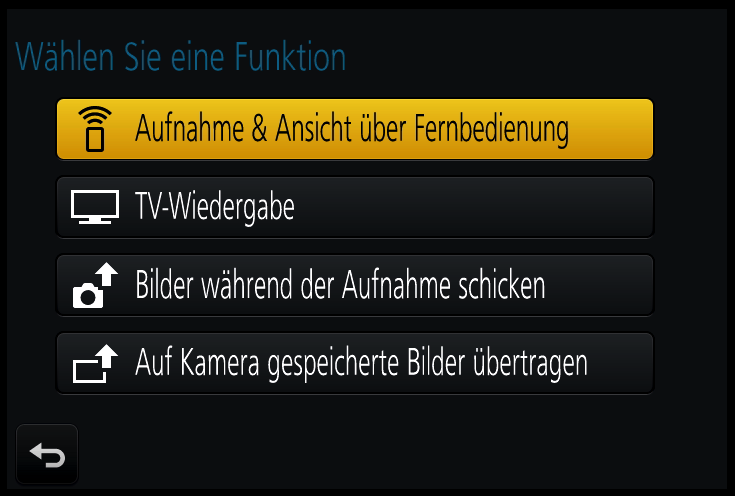 Wählen Sie eine Funktion
Aufnahme & Ansicht über Fernbedienung
TV-Wiedergabe
Bilder während der Aufnahme schicken
Auf Kamera gespeicherte Bilder übertragen